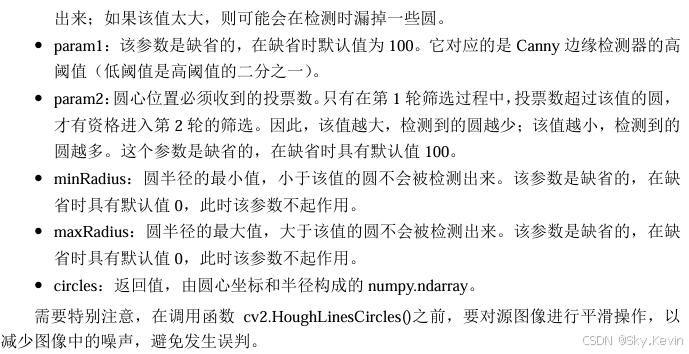 出来；如果该值太大，则可能会在检测时漏掉一些圆。
● param1：该参数是缺省的，在缺省时默认值为 100。它对应的是 Canny 边缘检测器的高
阈值（低阈值是高阈值的二分之一）。
● param2：圆心位置必须收到的投票数。只有在第 1 轮筛选过程中，投票数超过该值的圆，
才有资格进入第 2 轮的筛选。因此，该值越大，检测到的圆越少；该值越小，检测到的
圆越多。这个参数是缺省的，在缺省时具有默认值 100。
● minRadius：圆半径的最小值，小于该值的圆不会被检测出来。该参数是缺省的，在缺
省时具有默认值 0，此时该参数不起作用。
● maxRadius：圆半径的最大值，大于该值的圆不会被检测出来。该参数是缺省的，在缺
省时具有默认值 0，此时该参数不起作用。
● circles：返回值，由圆心坐标和半径构成的 numpy.ndarray。
需要特别注意，在调用函数 cv2.HoughLinesCircles()之前，要对源图像进行平滑操作，以
减少图像中的噪声，避免发生误判。
CSDN @Sky.Kevin